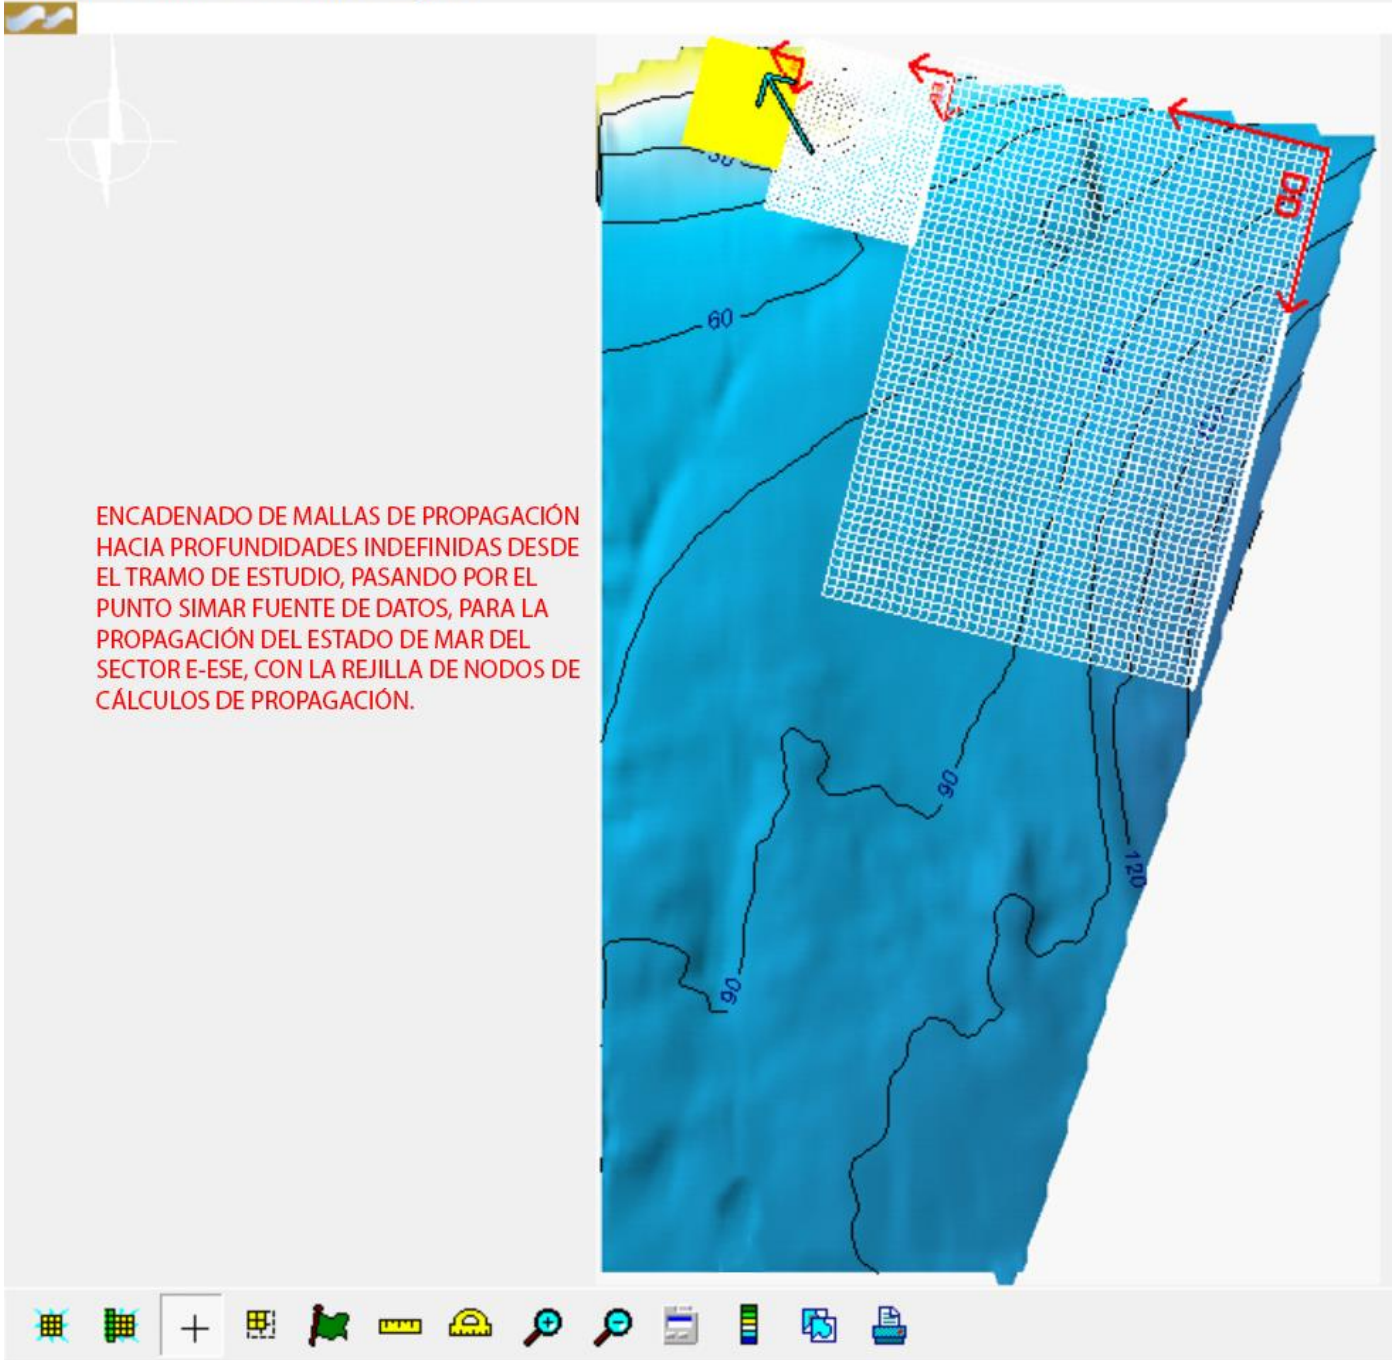 DD
30
60
ENCADENADO DE MALLAS DE PROPAGACIÓN
HACIA PROFUNDIDADES INDEFINIDAS DESDE
EL TRAMO DE ESTUDIO, PASANDO POR EL
PUNTO SIMAR FUENTE DE DATOS, PARA LA
PROPAGACIÓN DEL ESTADO DE MAR DEL
SECTOR E-ESE, CON LA REJILLA DE NODOS DE
CÁLCULOS DE PROPAGACIÓN.
90
120
90